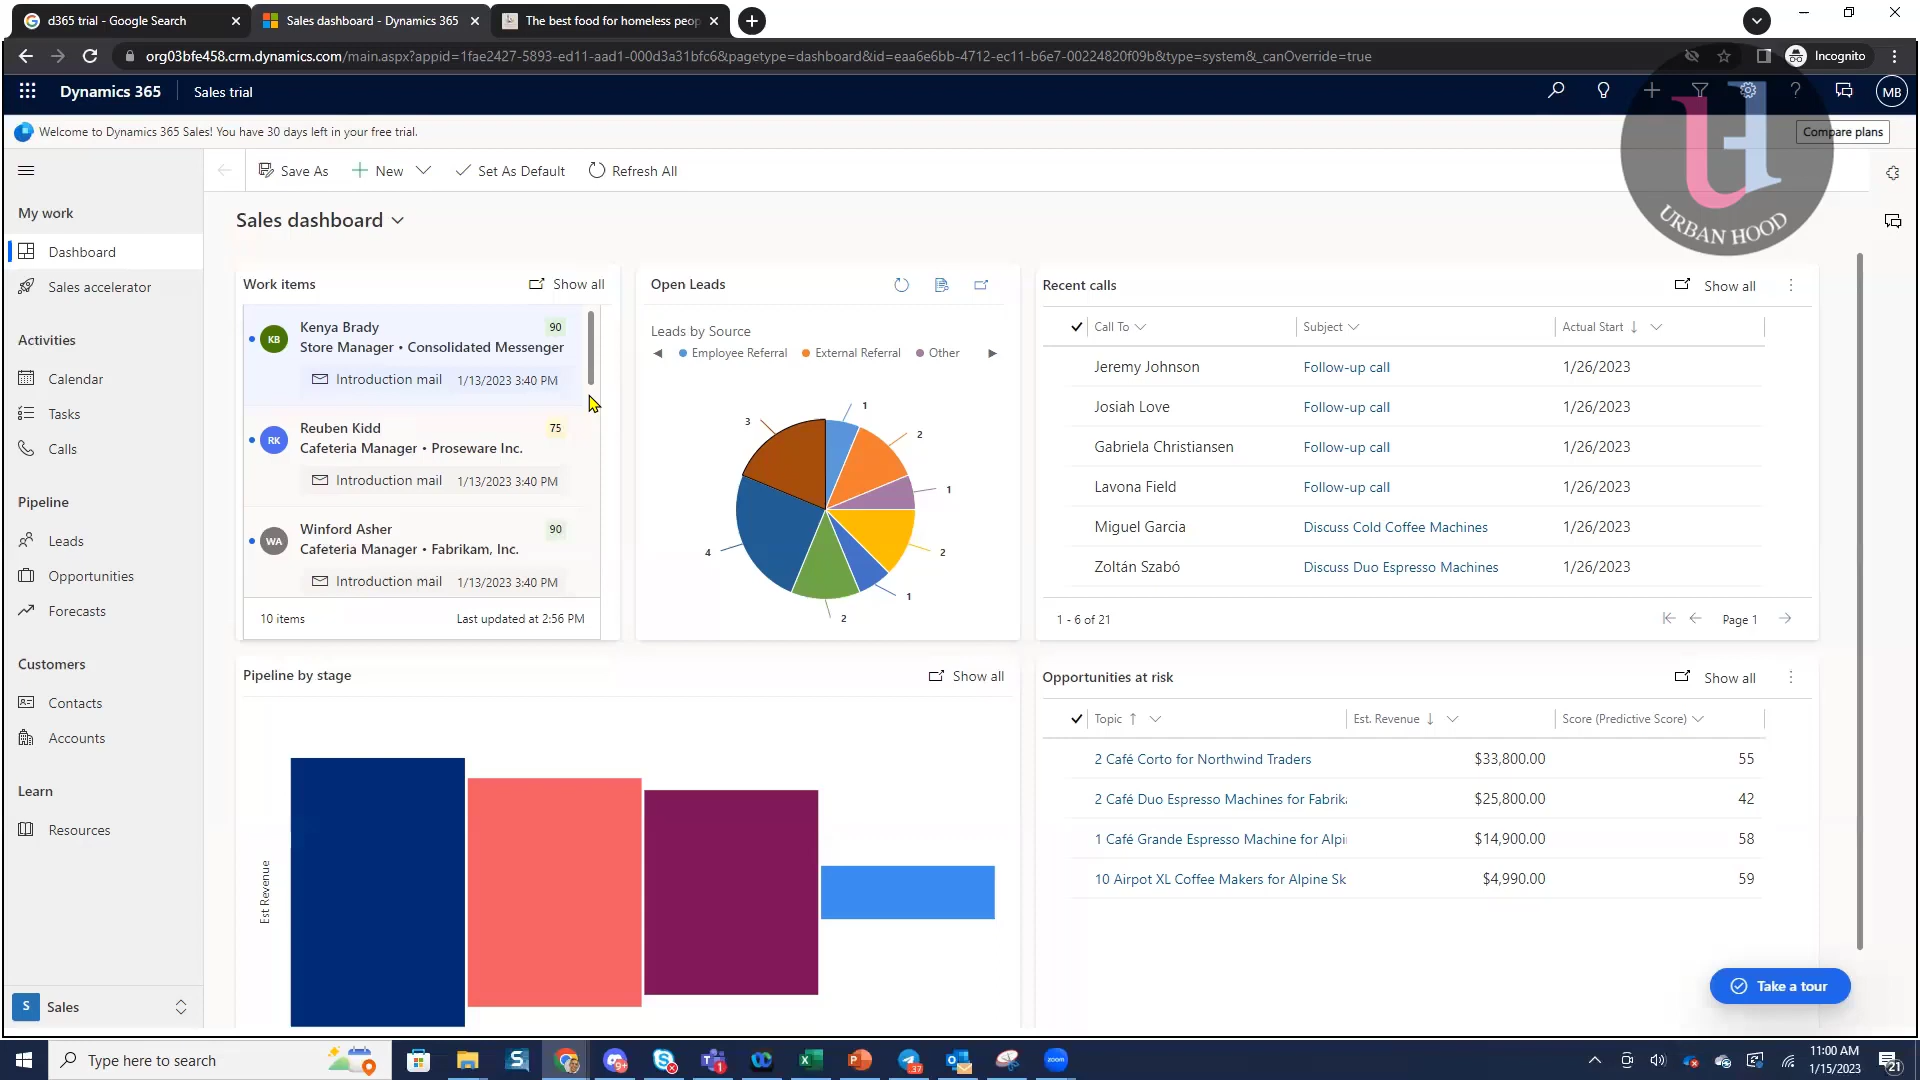 d365 trial - Google Search
Sales dashboard - Dynamics 365
The best food for homeless peop
org03bfe458.crm.dynamics.com/main.aspx?appid=1fae2427-5893-ed11-aad1-000d3a31bfc6&pagetype=dashboard&id=eaa6e6bb-4712-ec11-b6e7-00224820f09b&type=system&_canOverride=true
Incognito
Dynamics 365
Sales trial
MB
Welcome to Dynamics 365 Sales! You have 30 days left in your free trial.
Compare plans
URBAN HOOD
Save As
New
Set As Default
Refresh All
My work
Dashboard
Sales accelerator
Activities
Calendar
Tasks
Calls
Pipeline
Leads
Opportunities
Forecasts
Customers
Contacts
Accounts
Learn
Resources
S Sales
Sales dashboard
Work items
Show all
KB
Kenya Brady 90
Store Manager • Consolidated Messenger
Introduction mail 1/13/2023 3:40 PM
RK
Reuben Kidd 75
Cafeteria Manager • Proseware Inc.
Introduction mail 1/13/2023 3:40 PM
WA
Winford Asher 90
Cafeteria Manager • Fabrikam, Inc.
Introduction mail 1/13/2023 3:40 PM
10 items Last updated at 2:56 PM
Open Leads
Leads by Source
Employee Referral External Referral Other
1
2
1
2
1
2
4
3
Recent calls
Show all
Call To Subject Actual Start
Jeremy Johnson Follow-up call 1/26/2023
Josiah Love Follow-up call 1/26/2023
Gabriela Christiansen Follow-up call 1/26/2023
Lavona Field Follow-up call 1/26/2023
Miguel Garcia Discuss Cold Coffee Machines 1/26/2023
Zoltán Szabó Discuss Duo Espresso Machines 1/26/2023
1 - 6 of 21 Page 1
Pipeline by stage
Show all
Est Revenue
Opportunities at risk
Show all
Topic Est. Revenue Score (Predictive Score)
2 Café Corto for Northwind Traders $33,800.00 55
2 Café Duo Espresso Machines for Fabrika $25,800.00 42
1 Café Grande Espresso Machine for Alpi $14,900.00 58
10 Airpot XL Coffee Makers for Alpine Sk $4,990.00 59
Take a tour
Type here to search
11:00 AM
1/15/2023
21